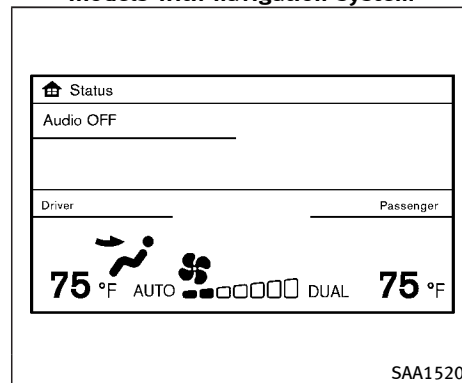 Models with navigation system
Status
Audio OFF
Driver Passenger
75 °F AUTO DUAL 75 °F
SAA1520